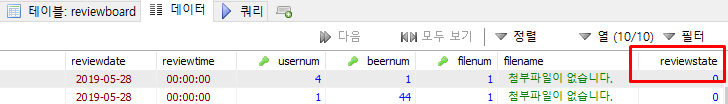 테이블: reviewboard 데이터 쿼리
다음 모두 보기 정렬 열 (10/10) 필터
reviewdate reviewtime usernum beernum filenum filename reviewstate
2019-05-28 00:00:00 4 1 1 첨부파일이 없습니다. 0
2019-05-28 00:00:00 1 44 1 첨부파일이 없습니다. 0